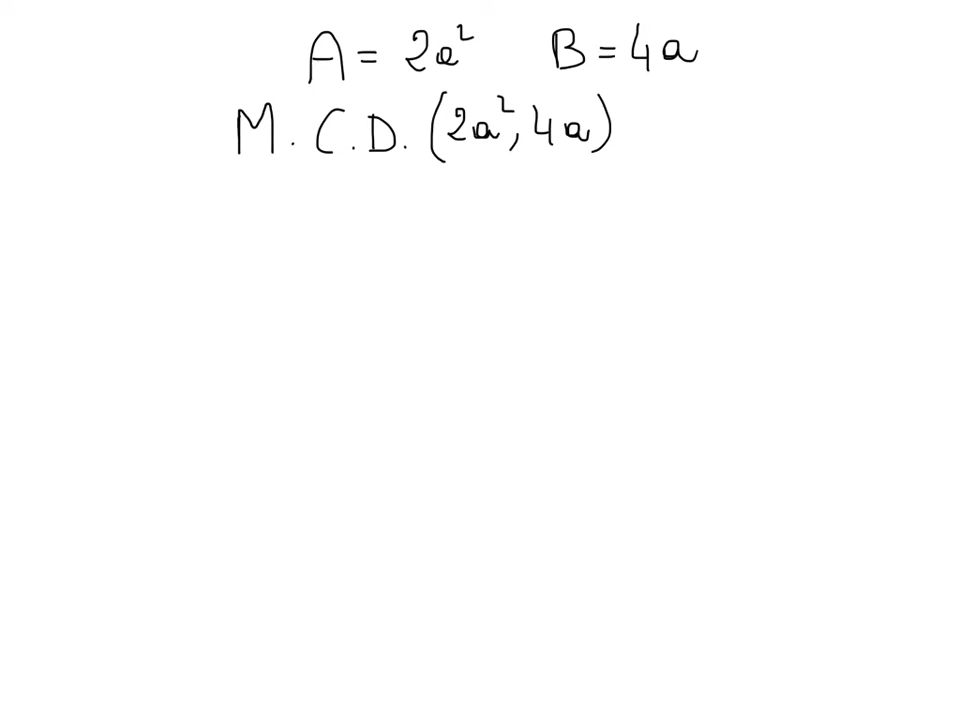 A = 2a² B = 4a
M.C.D. (2a², 4a)